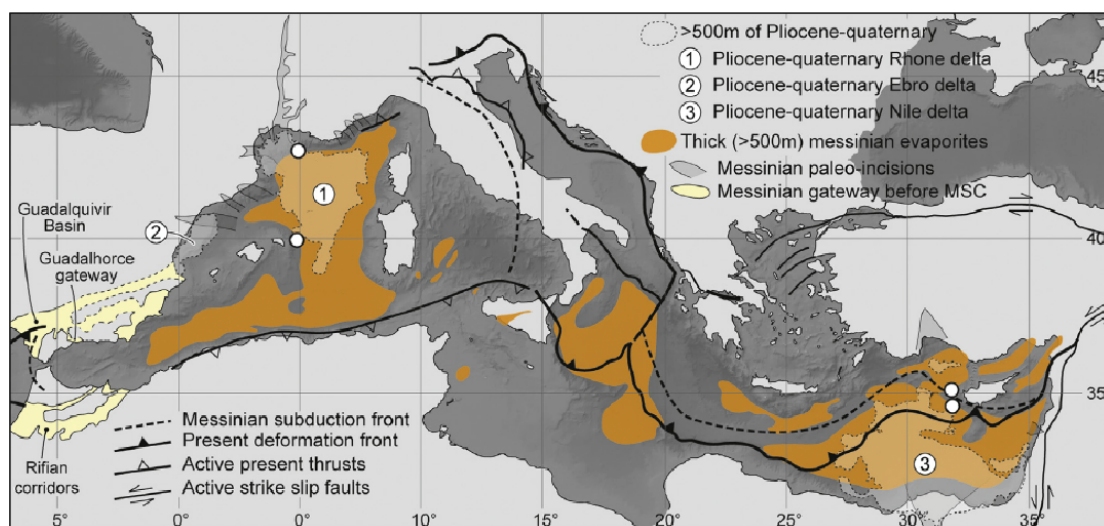 >500m of Pliocene-quaternary
1 Pliocene-quaternary Rhone delta
2 Pliocene-quaternary Ebro delta
3 Pliocene-quaternary Nile delta
Thick (>500m) messinian evaporites
Messinian paleo-incisions
Messinian gateway before MSC
45
1
Guadalquivir
Basin
2
40
40
Guadalhorce
gateway
35
35
Messinian subduction front
Present deformation front
Active present thrusts
Active strike slip faults
Rifian
corridors
3
5°
0°
0°
10°
15°
20°
25°
30°
35°